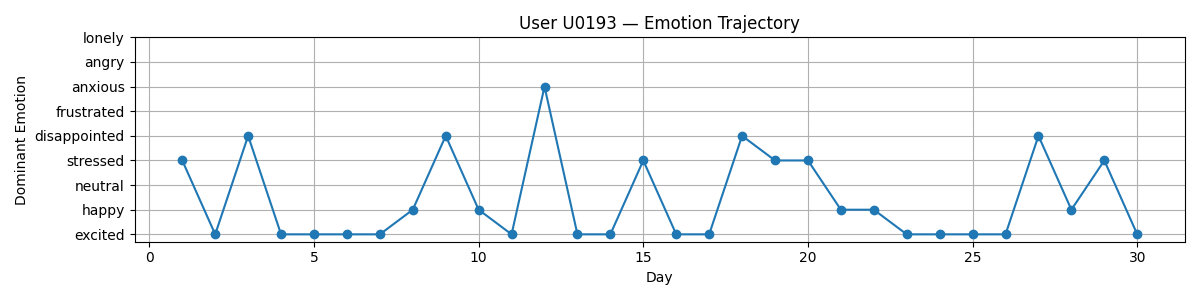 User U0193 — Emotion Trajectory
Dominant Emotion
lonely
angry
anxious
frustrated
disappointed
stressed
neutral
happy
excited
0 5 10 15 20 25 30
Day